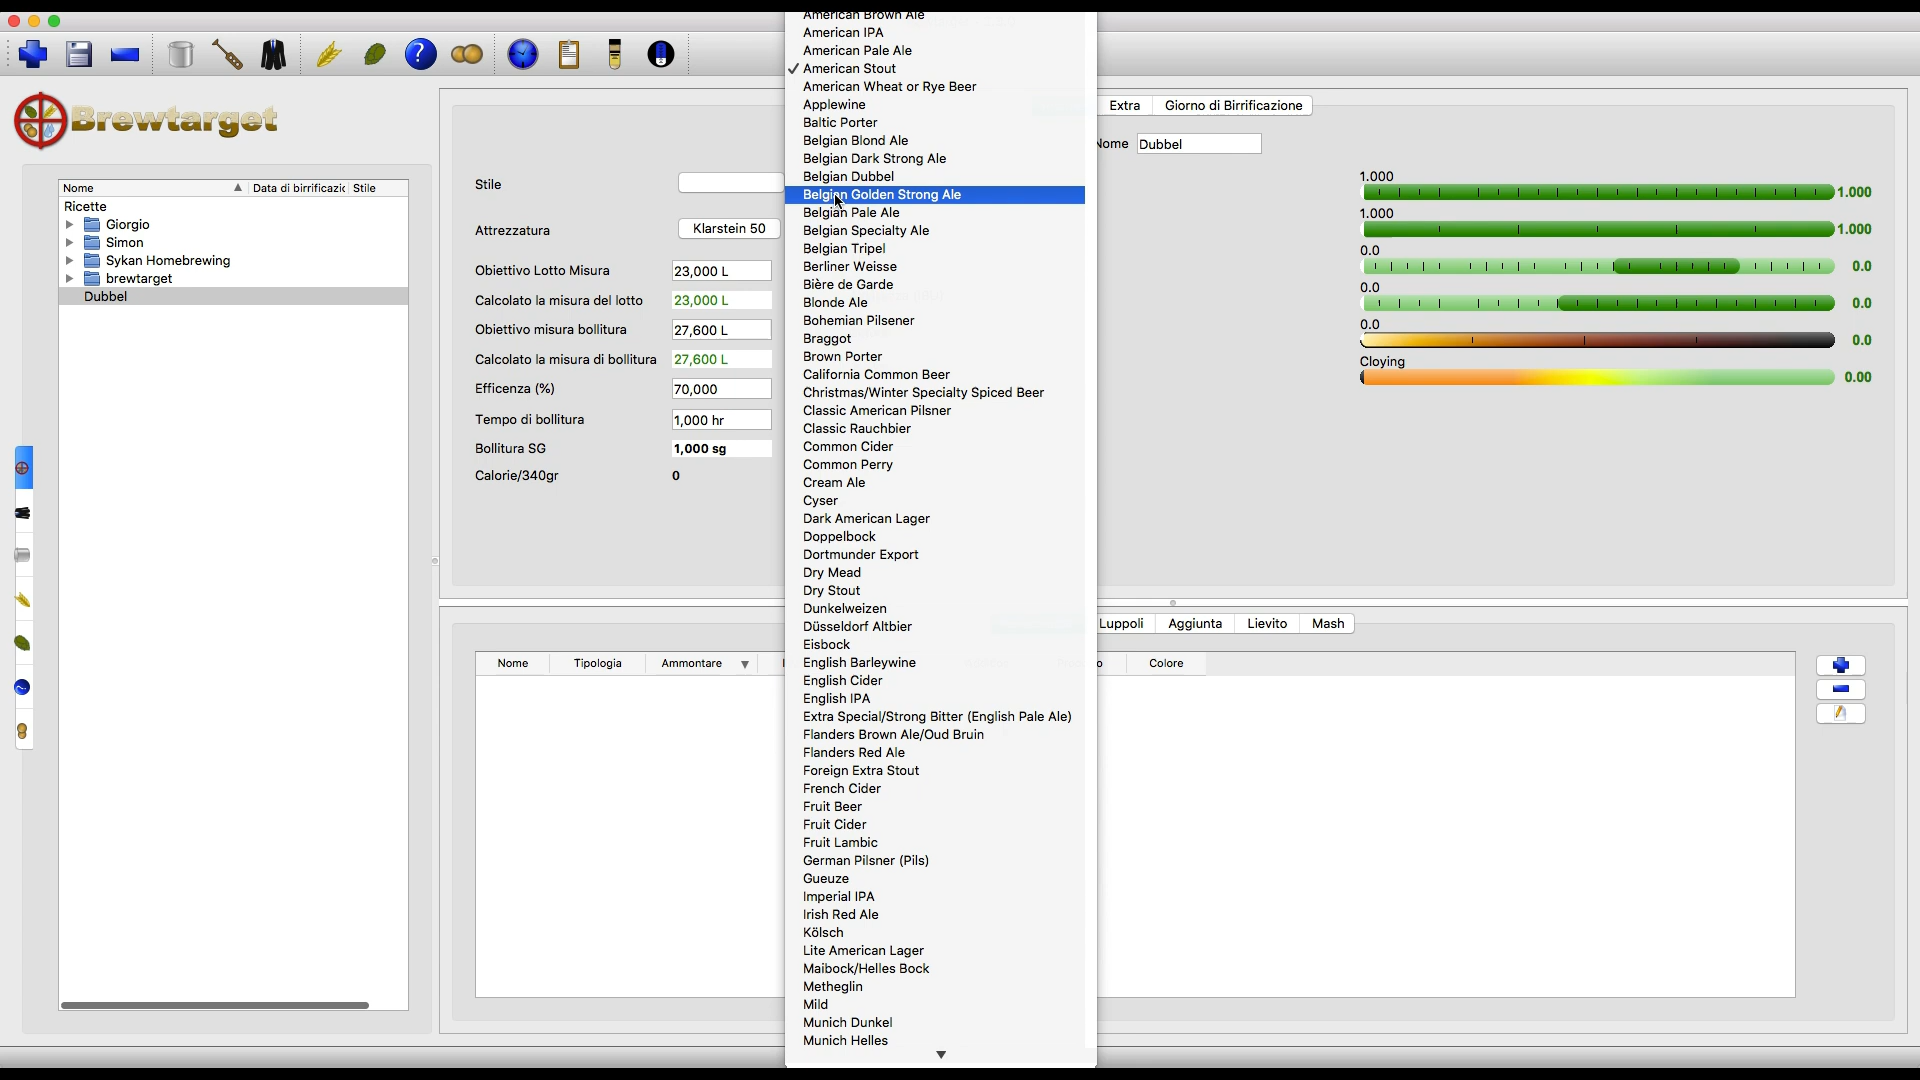 Brewtarget
Nome Data di birrificazio Stile
Ricette
Giorgio
Simon
Sykan Homebrewing
brewtarget
Dubbel
Stile
Attrezzatura Klarstein 50
Obiettivo Lotto Misura 23,000 L
Calcolato la misura del lotto 23,000 L
Obiettivo misura bollitura 27,600 L
Calcolato la misura di bollitura 27,600 L
Efficenza (%) 70,000
Tempo di bollitura 1,000 hr
Bollitura SG 1,000 sg
Calorie/340gr 0
American Brown Ale
American IPA
American Pale Ale
✓ American Stout
American Wheat or Rye Beer
Applewine
Baltic Porter
Belgian Blond Ale
Belgian Dark Strong Ale
Belgian Dubbel
Belgian Golden Strong Ale
Belgian Pale Ale
Belgian Specialty Ale
Belgian Tripel
Berliner Weisse
Bière de Garde
Blonde Ale
Bohemian Pilsener
Braggot
Brown Porter
California Common Beer
Christmas/Winter Specialty Spiced Beer
Classic American Pilsner
Classic Rauchbier
Common Cider
Common Perry
Cream Ale
Cyser
Dark American Lager
Doppelbock
Dortmunder Export
Dry Mead
Dry Stout
Dunkelweizen
Düsseldorf Altbier
Eisbock
English Barleywine
English Cider
English IPA
Extra Special/Strong Bitter (English Pale Ale)
Flanders Brown Ale/Oud Bruin
Flanders Red Ale
Foreign Extra Stout
French Cider
Fruit Beer
Fruit Cider
Fruit Lambic
German Pilsner (Pils)
Gueuze
Imperial IPA
Irish Red Ale
Kölsch
Lite American Lager
Maibock/Helles Bock
Metheglin
Mild
Munich Dunkel
Munich Helles
Extra Giorno di Birrificazione
Nome Dubbel
1.000
1.000
1.000
1.000
0.0
0.0
0.0
0.0
0.0
0.0
Cloying
0.00
Luppoli Aggiunta Lievito Mash
Nome Tipologia Ammontare Colore